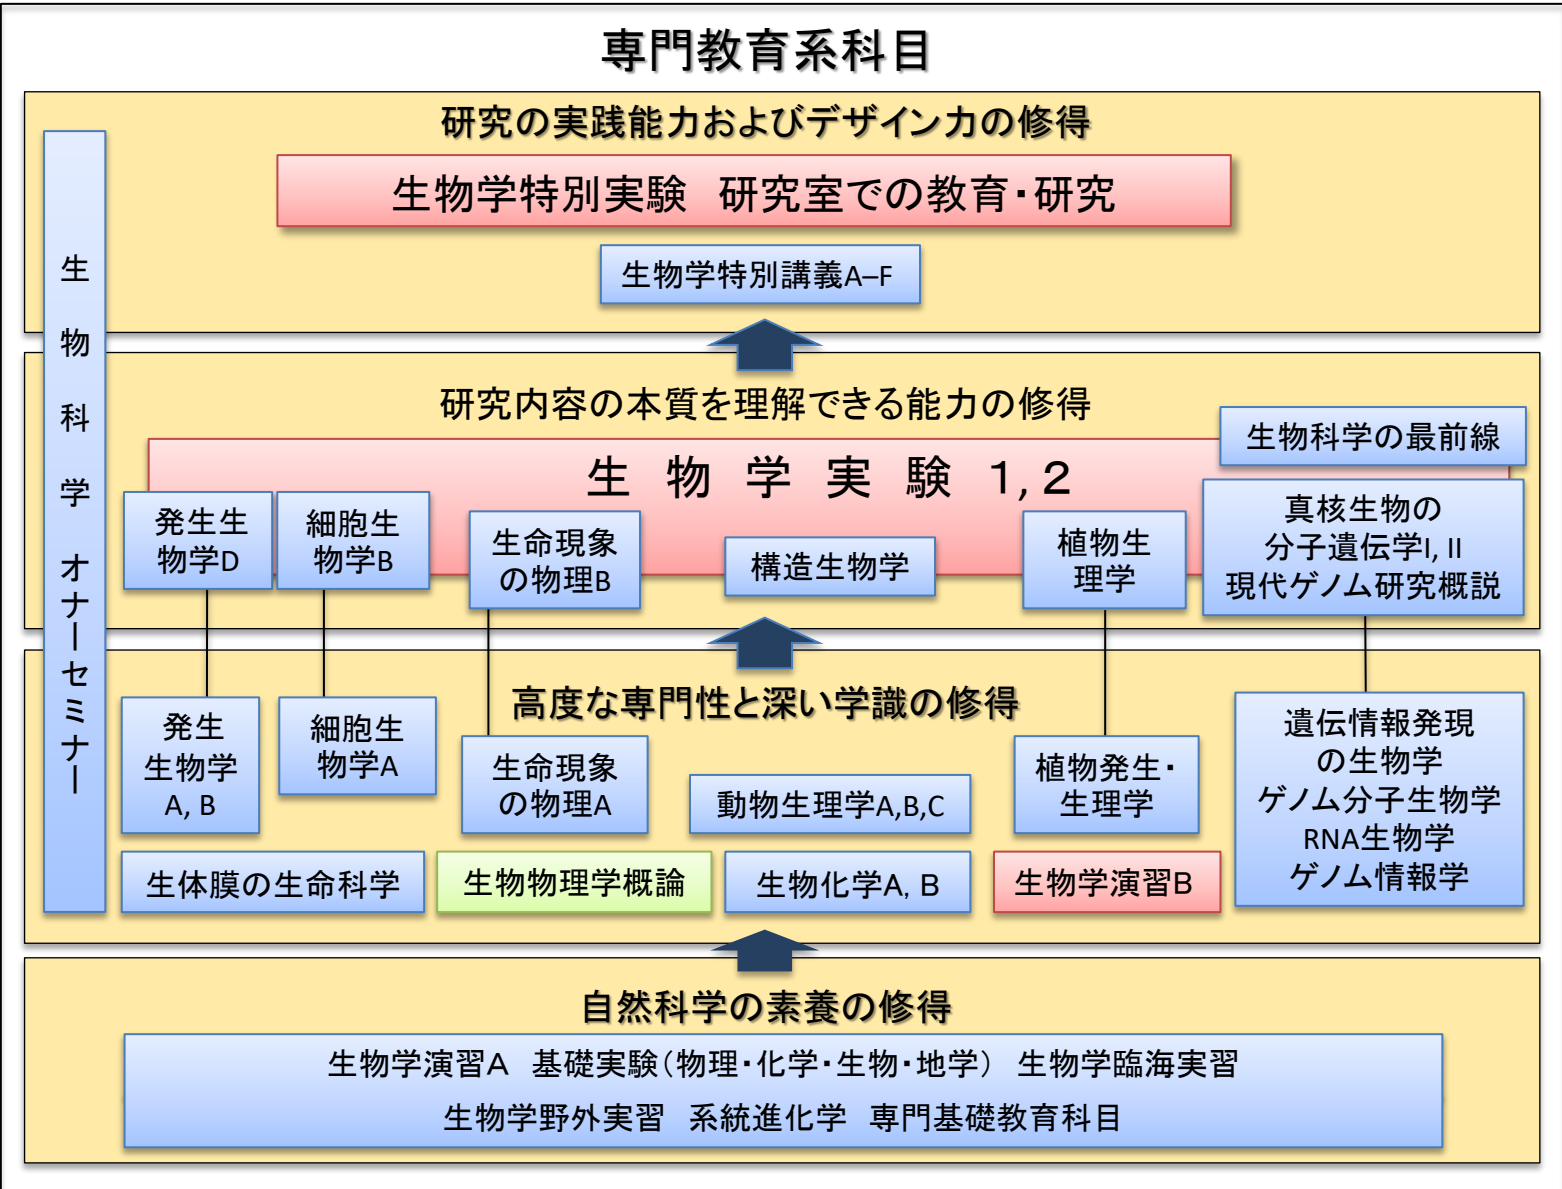 専門教育系科目
研究の実践能力およびデザイン力の修得
生物学特別実験　研究室での教育・研究
生物学特別講義A–F
生物科学 オナーセミナー
研究内容の本質を理解できる能力の修得
生物科学の最前線
生 物 学 実 験 1,2
発生生
物学D
細胞生
物学B
生命現象
の物理B
構造生物学
植物生
理学
真核生物の
分子遺伝学I, II
現代ゲノム研究概説
高度な専門性と深い学識の修得
発生
生物学
A, B
細胞生
物学A
生命現象
の物理A
動物生理学A,B,C
植物発生・
生理学
遺伝情報発現
の生物学
ゲノム分子生物学
RNA生物学
ゲノム情報学
生体膜の生命科学
生物物理学概論
生物化学A, B
生物学演習B
自然科学の素養の修得
生物学演習A　基礎実験（物理・化学・生物・地学）　生物学臨海実習
生物学野外実習　系統進化学　専門基礎教育科目